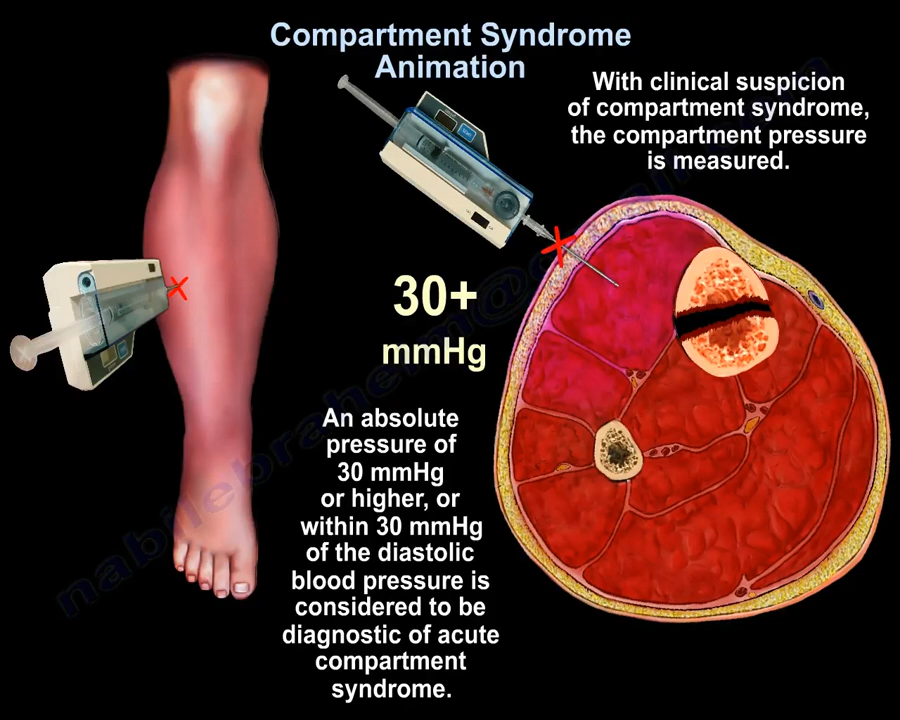 Compartment Syndrome
Animation
With clinical suspicion
of compartment syndrome,
the compartment pressure
is measured.
30+
mmHg
An absolute
pressure of
30 mmHg
or higher, or
within 30 mmHg
of the diastolic
blood pressure is
considered to be
diagnostic of acute
compartment
syndrome.